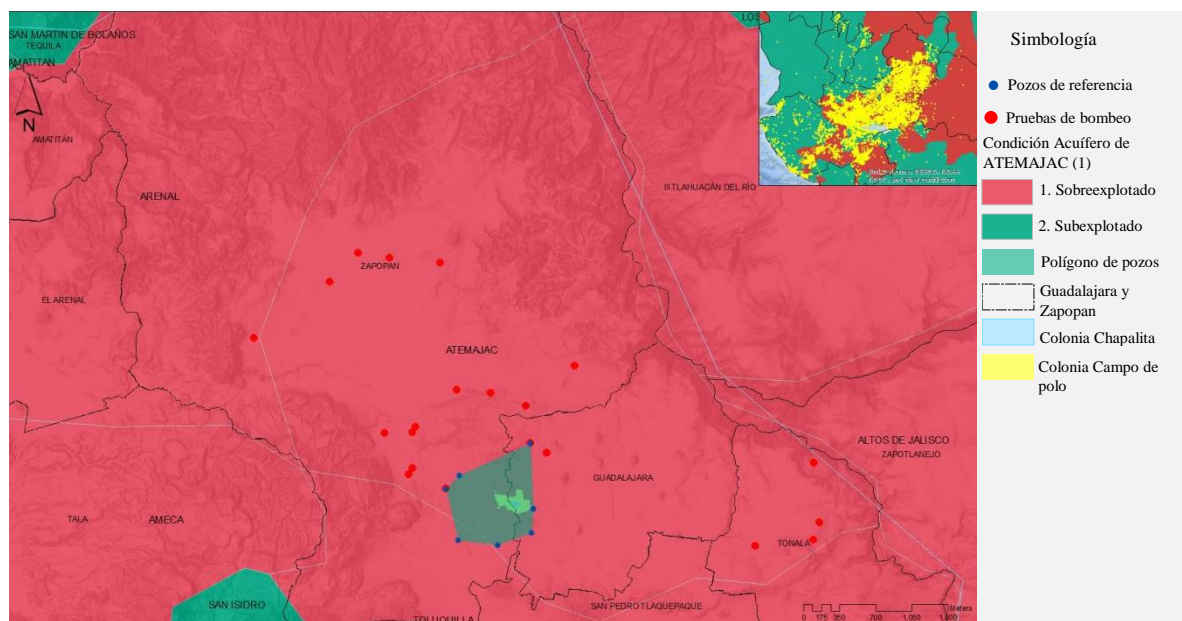 SAN MARTIN DE BOLAÑOS
TEQUILA
AMATITAN
N
AMATITÁN
ARENAL
EL ARENAL
ZAPOPAN
ATEMAJAC
IXTLAHUACÁN DEL RÍO
LOS
TALA
AMECA
GUADALAJARA
ALTOS DE JALISCO
ZAPOTLANEJO
TONALÁ
SAN ISIDRO
SAN PEDRO TLAQUEPAQUE
TOLUQUILLA
Meters
0 175 350 700 1,050 1,400
Simbología
Pozos de referencia
Pruebas de bombeo
Condición Acuífero de
ATEMAJAC (1)
1. Sobreexplotado
2. Subexplotado
Polígono de pozos
Guadalajara y
Zapopan
Colonia Chapalita
Colonia Campo de
polo